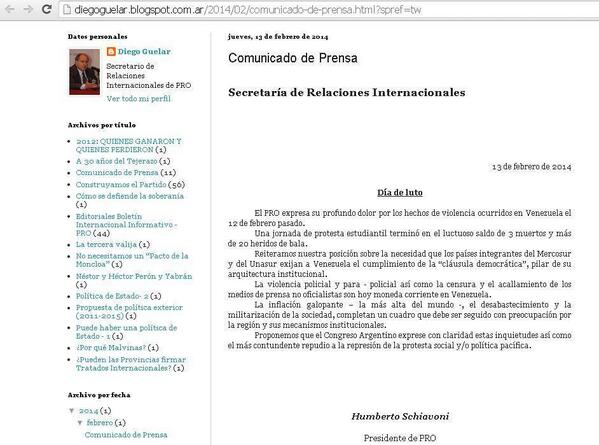 diegoguelar.blogspot.com.ar/2014/02/comunicado-de-prensa.html?spref=tw
Datos personales
Diego Guelar
Secretario de
Relaciones
Internacionales de PRO
Ver todo mi perfil
Archivos por título
2012: QUIENES GANARON Y
QUIENES PERDIERON (1)
A 30 años del Tejerazo (1)
Comunicado de Prensa (11)
Construyamos el Partido (56)
Cómo se defiende la soberanía
(1)
Editoriales Boletín
Internacional Informativo -
PRO (44)
La tercera valija (1)
No necesitamos un "Pacto de la
Moncloa" (1)
Néstor y Héctor Perón y Yabrán
(1)
Política de Estado- 2 (1)
Propuesta de política exterior
(2011-2015) (1)
Puede haber una política de
Estado - 1 (1)
¿Por qué Malvinas? (1)
¿Pueden las Provincias firmar
Tratados Internacionales? (1)
Archivo por fecha
▼ 2014 (1)
▼ febrero (1)
Comunicado de Prensa
jueves, 13 de febrero de 2014
Comunicado de Prensa
Secretaría de Relaciones Internacionales
13 de febrero de 2014
Día de luto
El PRO expresa su profundo dolor por los hechos de violencia ocurridos en Venezuela el
12 de febrero pasado.
Una jornada de protesta estudiantil terminó en el luctuoso saldo de 3 muertos y más
de 20 heridos de bala.
Reiteramos nuestra posición sobre la necesidad que los países integrantes del Mercosur
y del Unasur exijan a Venezuela el cumplimiento de la "cláusula democrática", pilar de su
arquitectura institucional.
La violencia policial y para - policial así como la censura y el acallamiento de los
medios de prensa no oficialistas son hoy moneda corriente en Venezuela.
La inflación galopante – la más alta del mundo -, el desabastecimiento y la
militarización de la sociedad, completan un cuadro que debe ser seguido con preocupación por
la región y sus mecanismos institucionales.
Proponemos que el Congreso Argentino exprese con claridad estas inquietudes así como
el más contundente repudio a la represión de la protesta social y/o política pacífica.
Humberto Schiavoni
Presidente de PRO